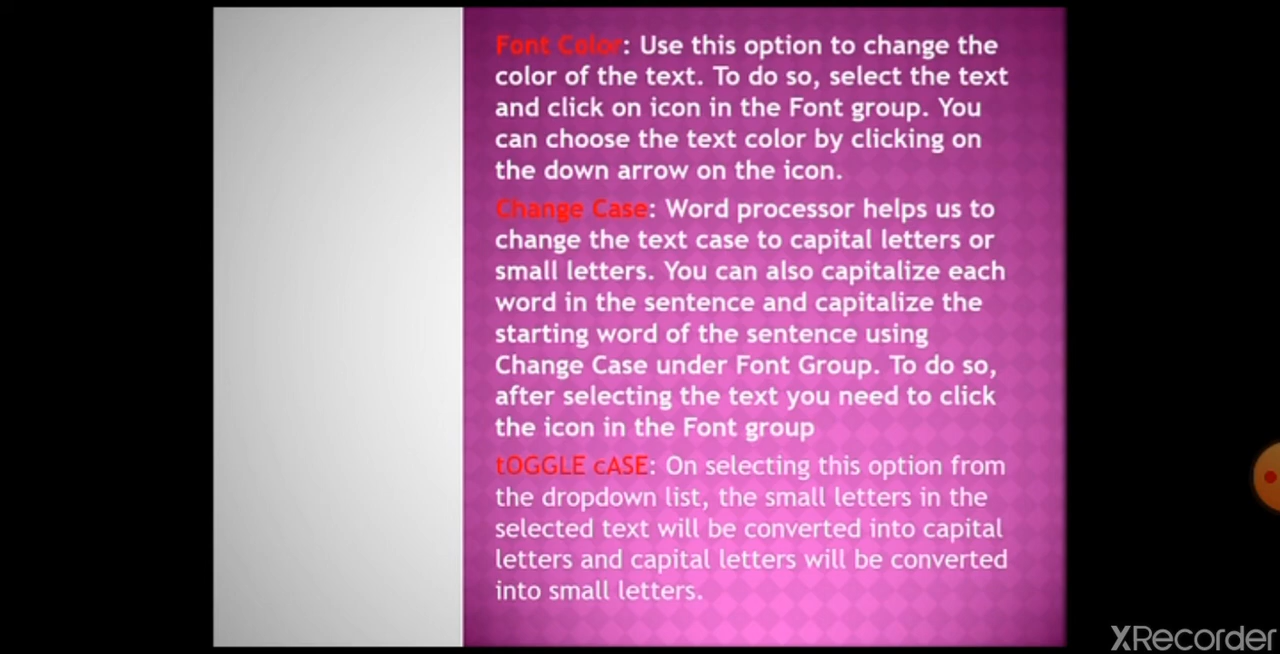 Font Color: Use this option to change the
color of the text. To do so, select the text
and click on icon in the Font group. You
can choose the text color by clicking on
the down arrow on the icon.
Change Case: Word processor helps us to
change the text case to capital letters or
small letters. You can also capitalize each
word in the sentence and capitalize the
starting word of the sentence using
Change Case under Font Group. To do so,
after selecting the text you need to click
the icon in the Font group
tOGGLE cASE: On selecting this option from
the dropdown list, the small letters in the
selected text will be converted into capital
letters and capital letters will be converted
into small letters.
XRecorder